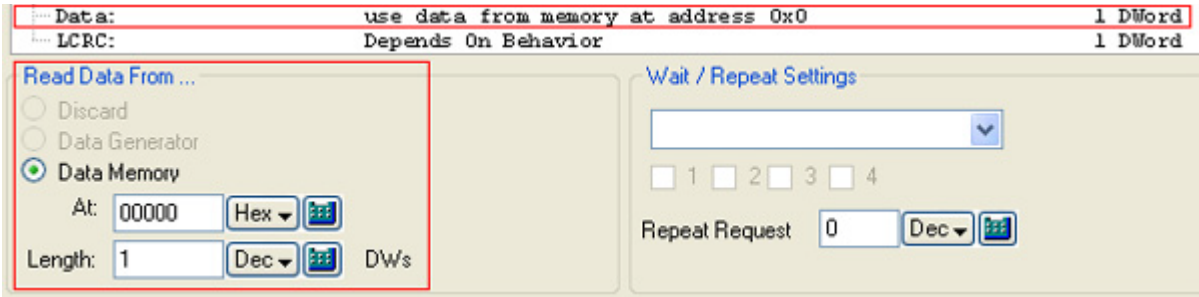 Data: use data from memory at address 0x0 1 DWord
LCRC: Depends On Behavior 1 DWord
Read Data From ...
Discard
Data Generator
Data Memory
At: 00000 Hex
Length: 1 Dec DWs
Wait / Repeat Settings
1 2 3 4
Repeat Request 0 Dec